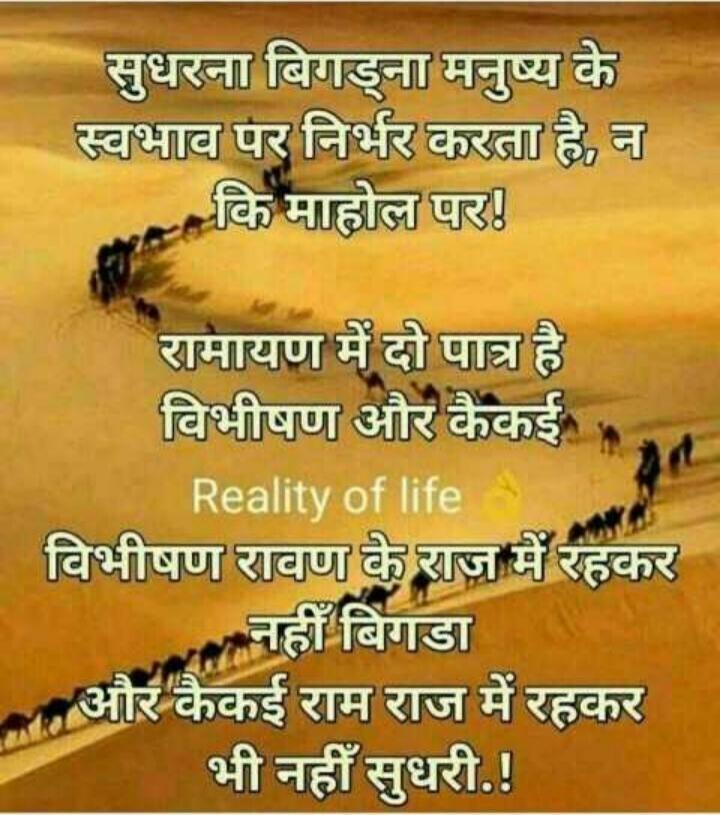 सुधरना बिगड्ना मनुष्य के
स्वभाव पर निर्भर करता है, न
कि माहोल पर!
रामायण में दो पात्र है
विभीषण और कैकई
Reality of life 👌
विभीषण रावण के राज में रहकर
नहीं बिगडा
और कैकई राम राज में रहकर
भी नहीं सुधरी.!